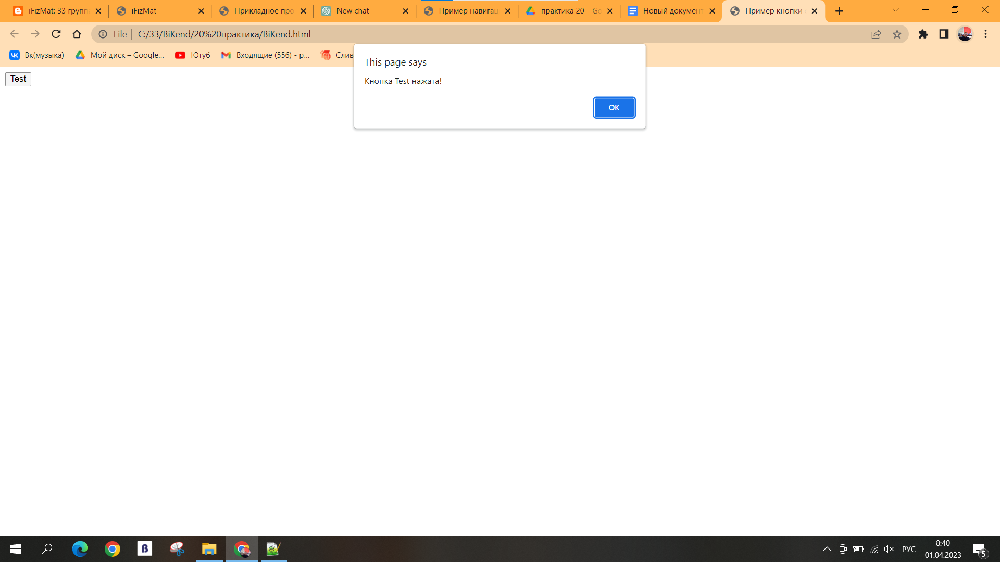 iFizMat: 33 групп
iFizMat
Прикладное про
New chat
Пример навигац
практика 20 – Go
Новый документ
Пример кнопки
File
C:/33/BiKend/20%20практика/BiKend.html
Вк(музыка)
Мой диск – Google...
Ютуб
Входящие (556) - p...
Слив
This page says
Кнопка Test нажата!
OK
Test
РУС
8:40
01.04.2023
5